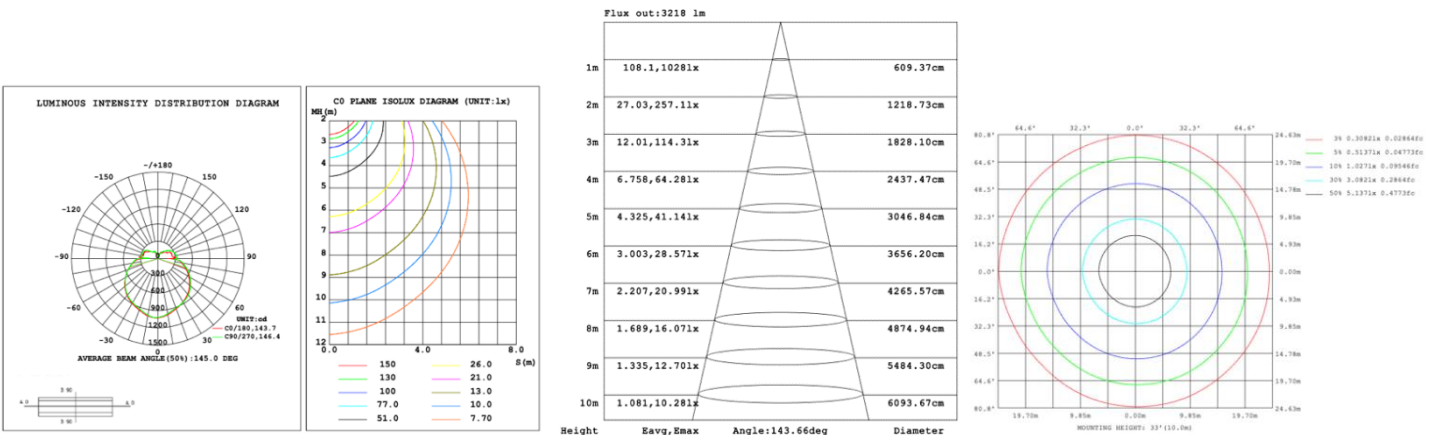 LUMINOUS INTENSITY DISTRIBUTION DIAGRAM
-/+180
-150 150
-120 120
-90 0 90
300
-60 600 60
900
UNIT:cd
1200
C0/180,143.7
-30 30
1500
C90/270,146.4
0
AVERAGE BEAM ANGLE(50%):145.0 DEG
C0 PLANE ISOLUX DIAGRAM (UNIT:lx)
MH(m)
2
3
4
5
6
7
8
9
10
11
12
0.0 4.0 8.0
S(m)
150 26.0
130 21.0
100 13.0
77.0 10.0
51.0 7.70
Flux out:3218 lm
1m 108.1,1028lx 609.37cm
2m 27.03,257.1lx 1218.73cm
3m 12.01,114.3lx 1828.10cm
4m 6.758,64.28lx 2437.47cm
5m 4.325,41.14lx 3046.84cm
6m 3.003,28.57lx 3656.20cm
7m 2.207,20.99lx 4265.57cm
8m 1.689,16.07lx 4874.94cm
9m 1.335,12.70lx 5484.30cm
10m 1.081,10.28lx 6093.67cm
Height Eavg,Emax Angle:143.66deg Diameter
64.6° 32.3° 0.0° 32.3° 64.6°
80.8° 24.63m
64.6° 19.70m
48.5° 14.78m
32.3° 9.85m
16.2° 4.93m
0.0° 0.00m
16.2° 4.93m
32.3° 9.85m
48.5° 14.78m
64.6° 19.70m
80.8° 24.63m
19.70m 9.85m 0.00m 9.85m 19.70m
MOUNTING HEIGHT: 33'(10.0m)
3% 0.3082lx 0.02864fc
5% 0.5137lx 0.04773fc
10% 1.027lx 0.09546fc
30% 3.082lx 0.2864fc
50% 5.137lx 0.4773fc